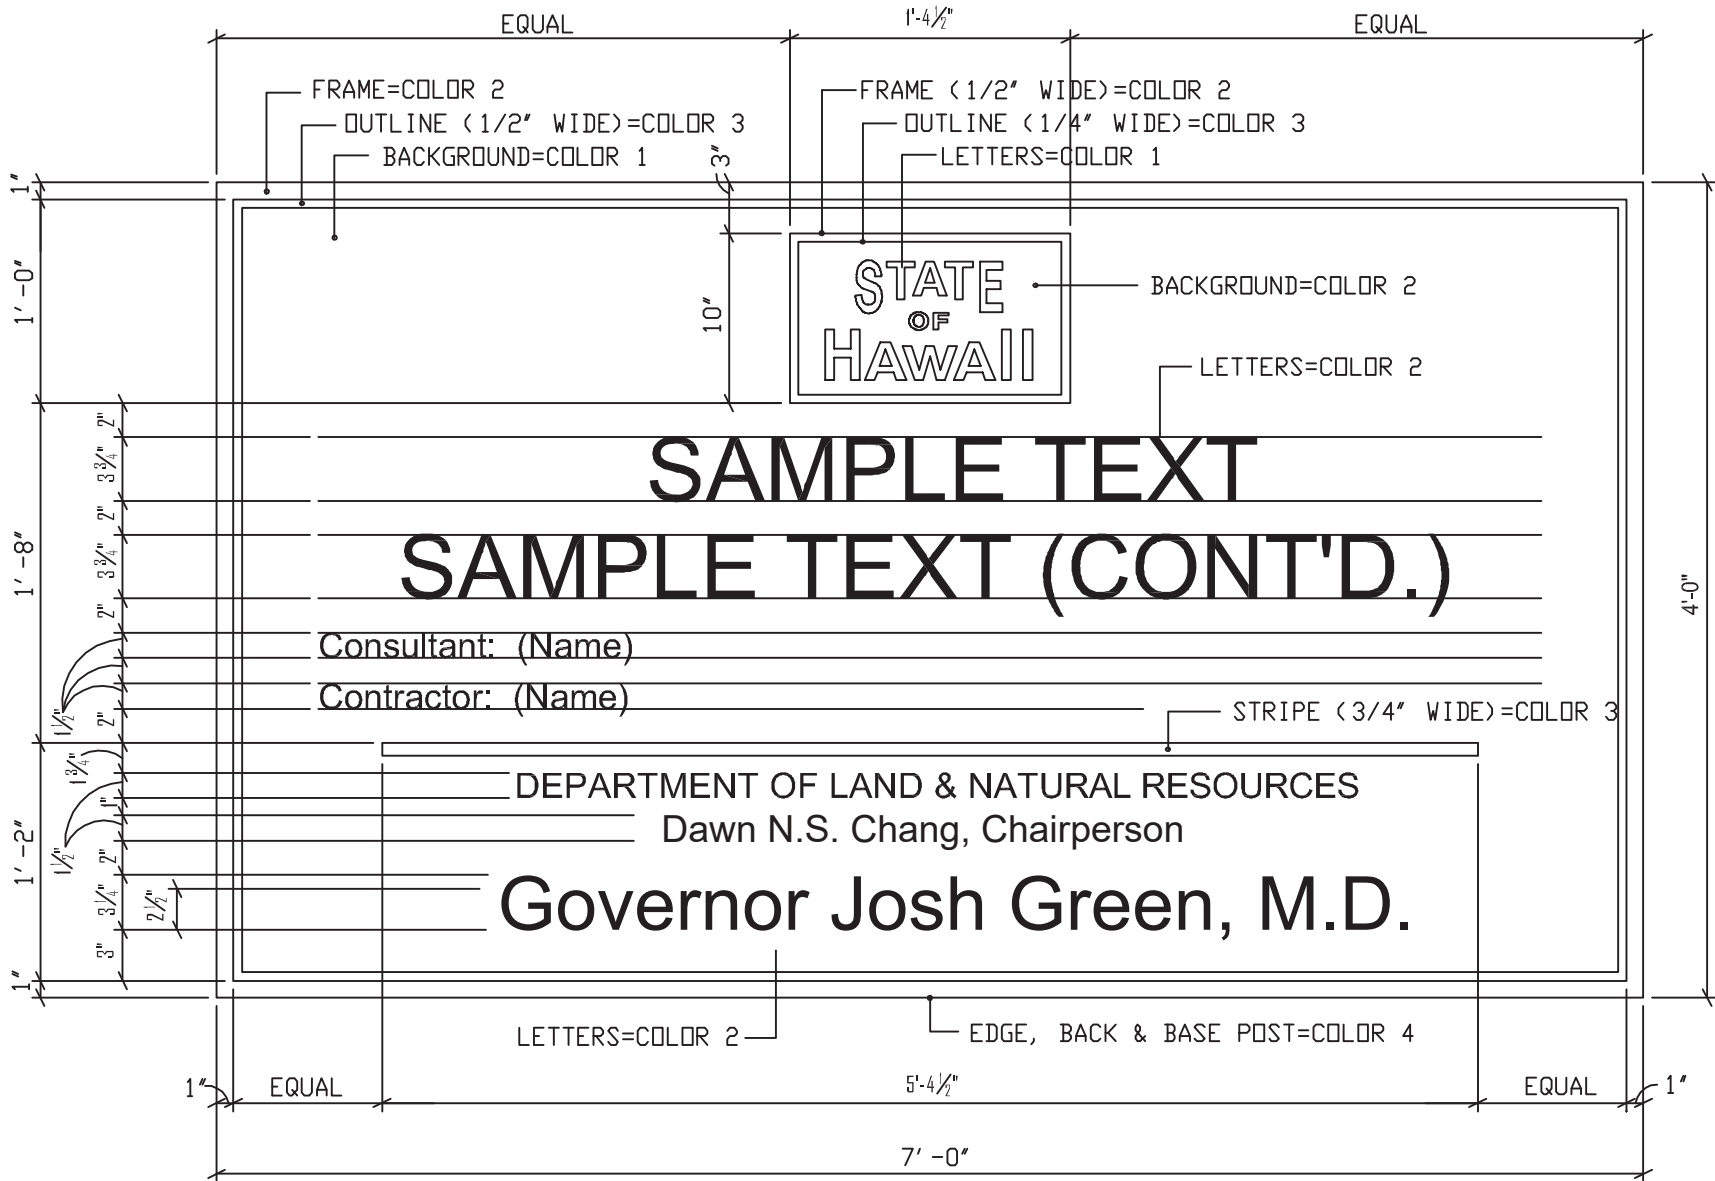 EQUAL
1'-4½"
EQUAL
FRAME=COLOR 2
OUTLINE (1/2" WIDE)=COLOR 3
BACKGROUND=COLOR 1
FRAME (1/2" WIDE)=COLOR 2
OUTLINE (1/4" WIDE)=COLOR 3
LETTERS=COLOR 1
3"
1"
1'-0"
10"
STATE
OF
HAWAII
BACKGROUND=COLOR 2
LETTERS=COLOR 2
2"
3¾"
2"
3¾"
2"
1'-8"
SAMPLE TEXT
SAMPLE TEXT (CONT'D.)
4'-0"
Consultant: (Name)
Contractor: (Name)
1½"
2"
STRIPE (3/4" WIDE)=COLOR 3
1¾"
1"
1½"
2"
1'-2"
3¼"
2½"
3"
1"
DEPARTMENT OF LAND & NATURAL RESOURCES
Dawn N.S. Chang, Chairperson
Governor Josh Green, M.D.
LETTERS=COLOR 2
EDGE, BACK & BASE POST=COLOR 4
1"
EQUAL
5'-4½"
EQUAL
1"
7'-0"